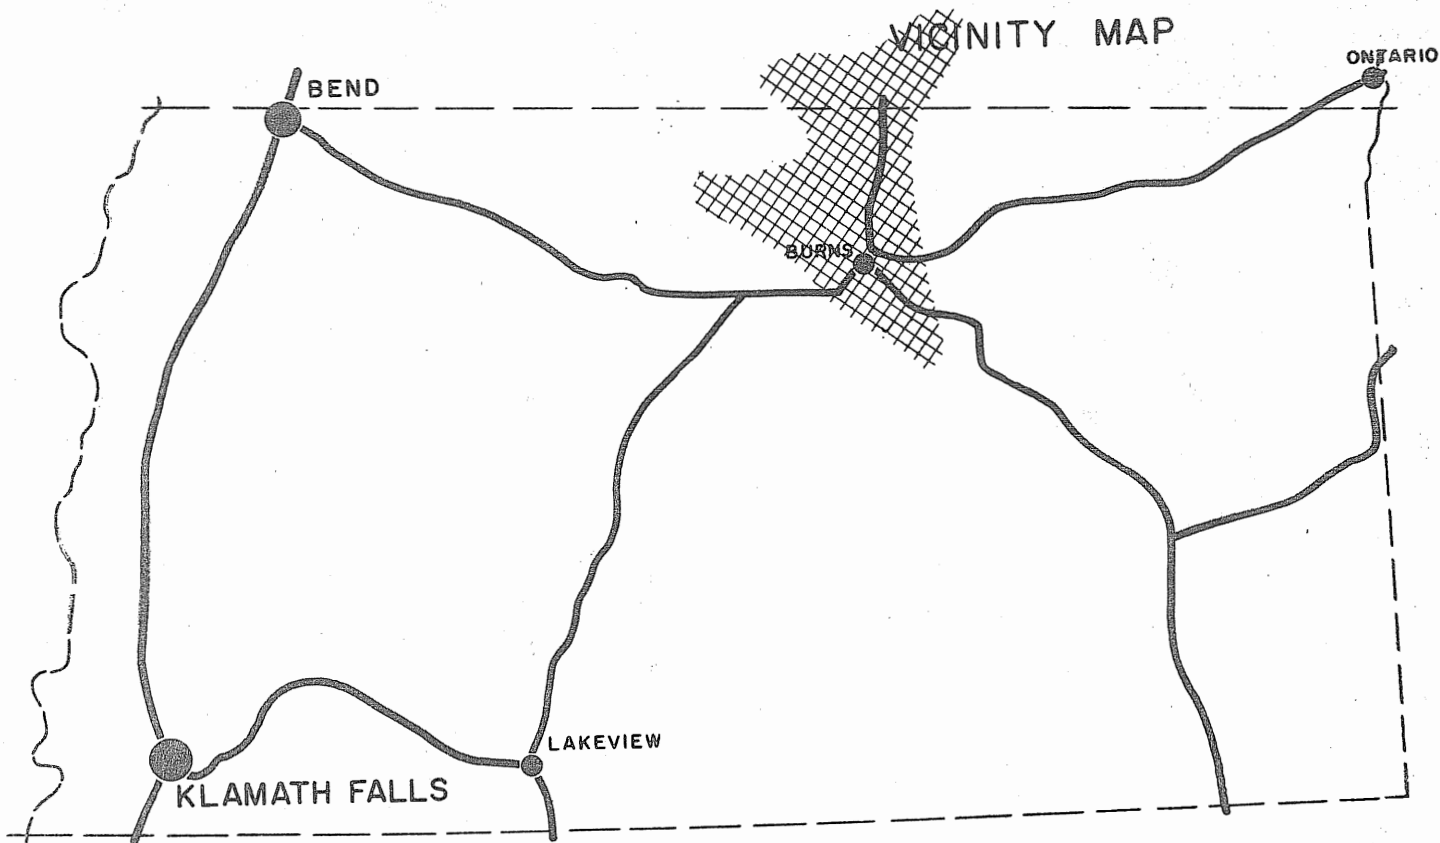 VICINITY MAP
ONTARIO
BEND
BURNS
LAKEVIEW
KLAMATH FALLS